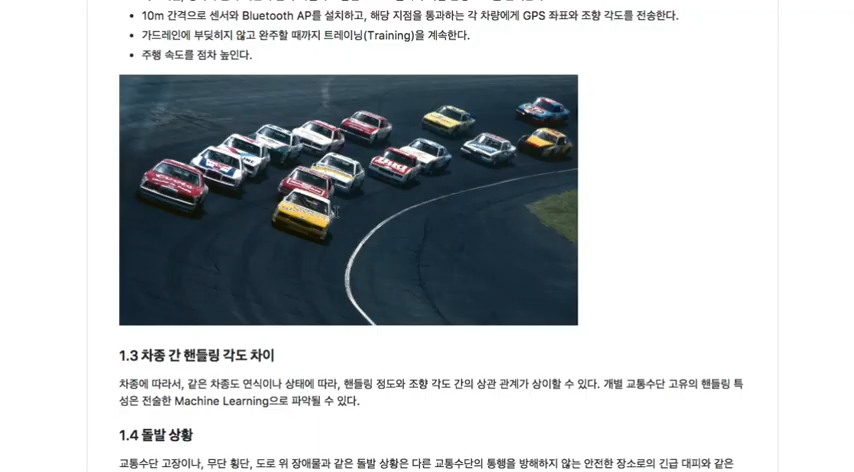 10m 간격으로 센서와 Bluetooth AP를 설치하고, 해당 지점을 통과하는 각 차량에게 GPS 좌표와 조향 각도를 전송한다.
가드레인에 부딪히지 않고 완주할 때까지 트레이닝(Training)을 계속한다.
주행 속도를 점차 높인다.
1.3 차종 간 핸들링 각도 차이
차종에 따라서, 같은 차종도 연식이나 상태에 따라, 핸들링 정도와 조향 각도 간의 상관 관계가 상이할 수 있다. 개별 교통수단 고유의 핸들링 특
성은 전술한 Machine Learning으로 파악될 수 있다.
1.4 돌발 상황
교통수단 고장이나, 무단 횡단, 도로 위 장애물과 같은 돌발 상황은 다른 교통수단의 통행을 방해하지 않는 안전한 장소로의 긴급 대피와 같은